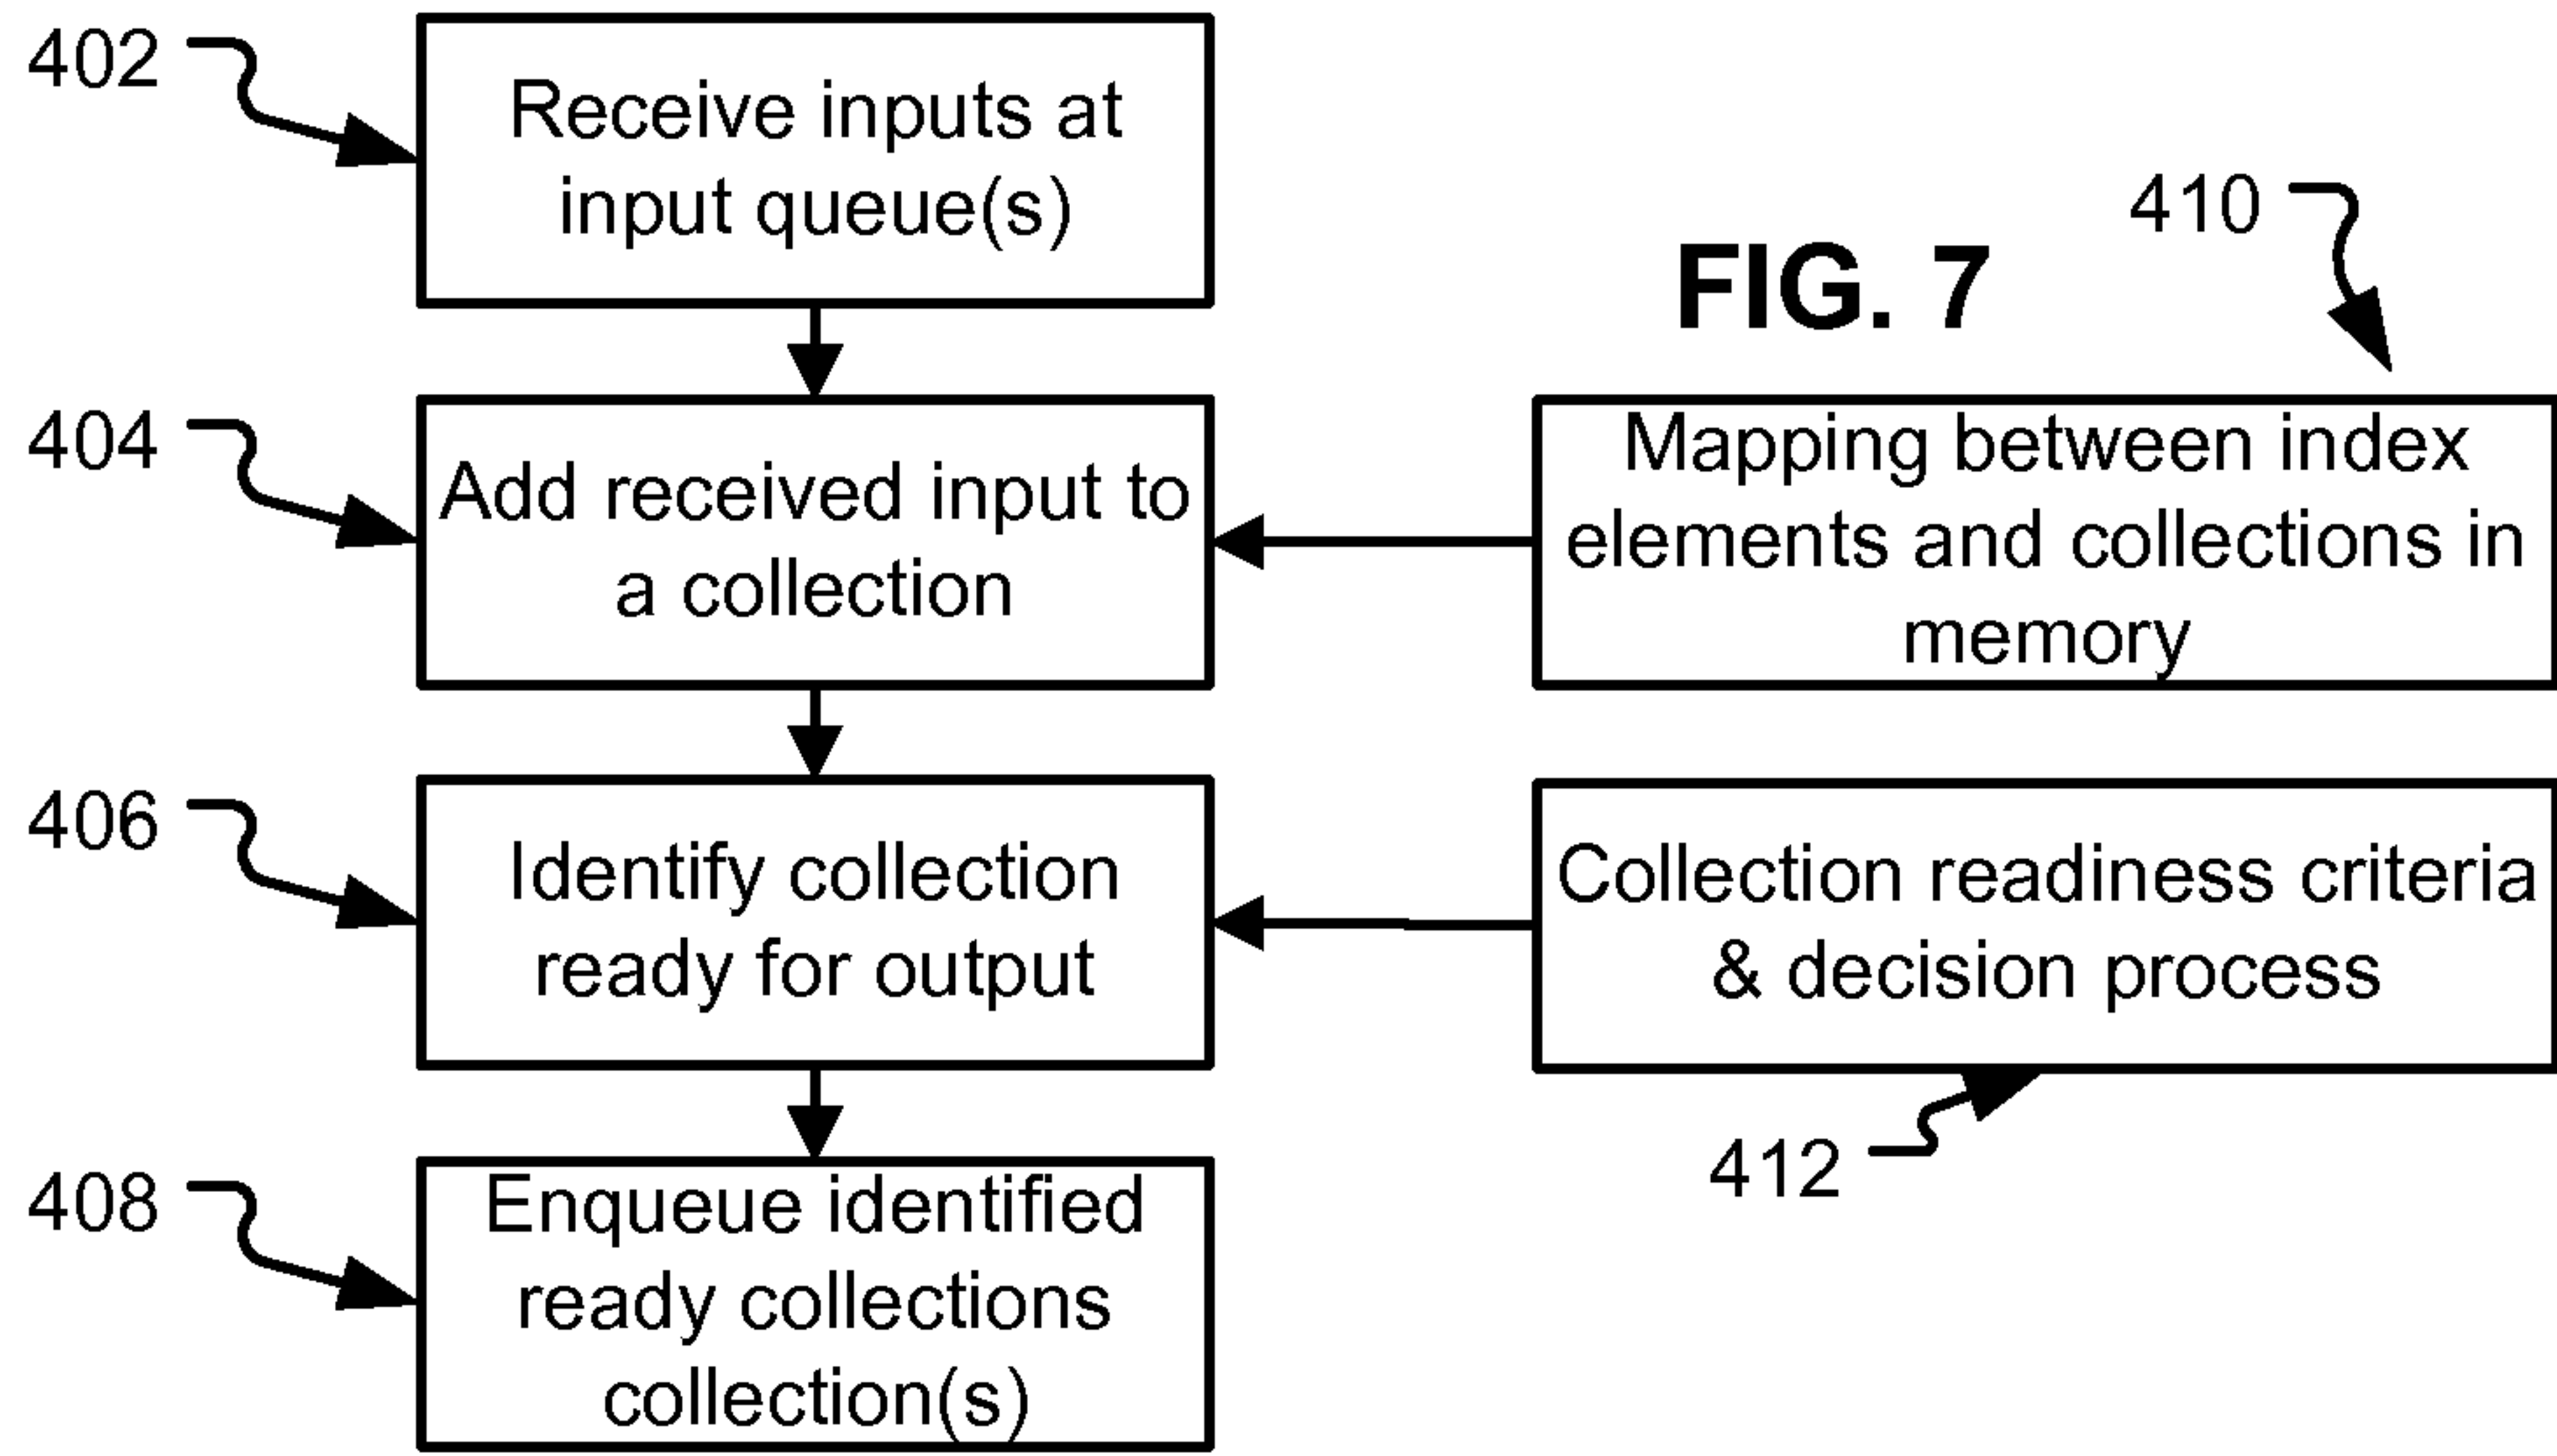 402
Receive inputs at
input queue(s)
FIG. 7
410
404
Add received input to
a collection
Mapping between index
elements and collections in
memory
406
Identify collection
ready for output
Collection readiness criteria
& decision process
412
408
Enqueue identified
ready collections
collection(s)